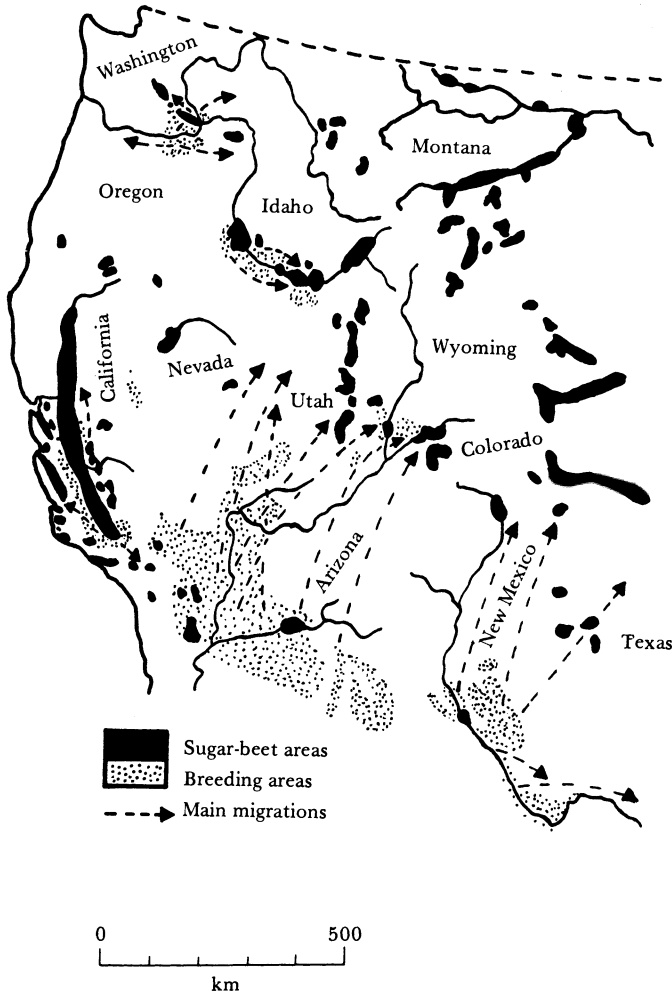 Washington
Montana
Oregon
Idaho
California
Nevada
Wyoming
Utah
Colorado
Arizona
New Mexico
Texas
Sugar-beet areas
Breeding areas
Main migrations
0 500
km